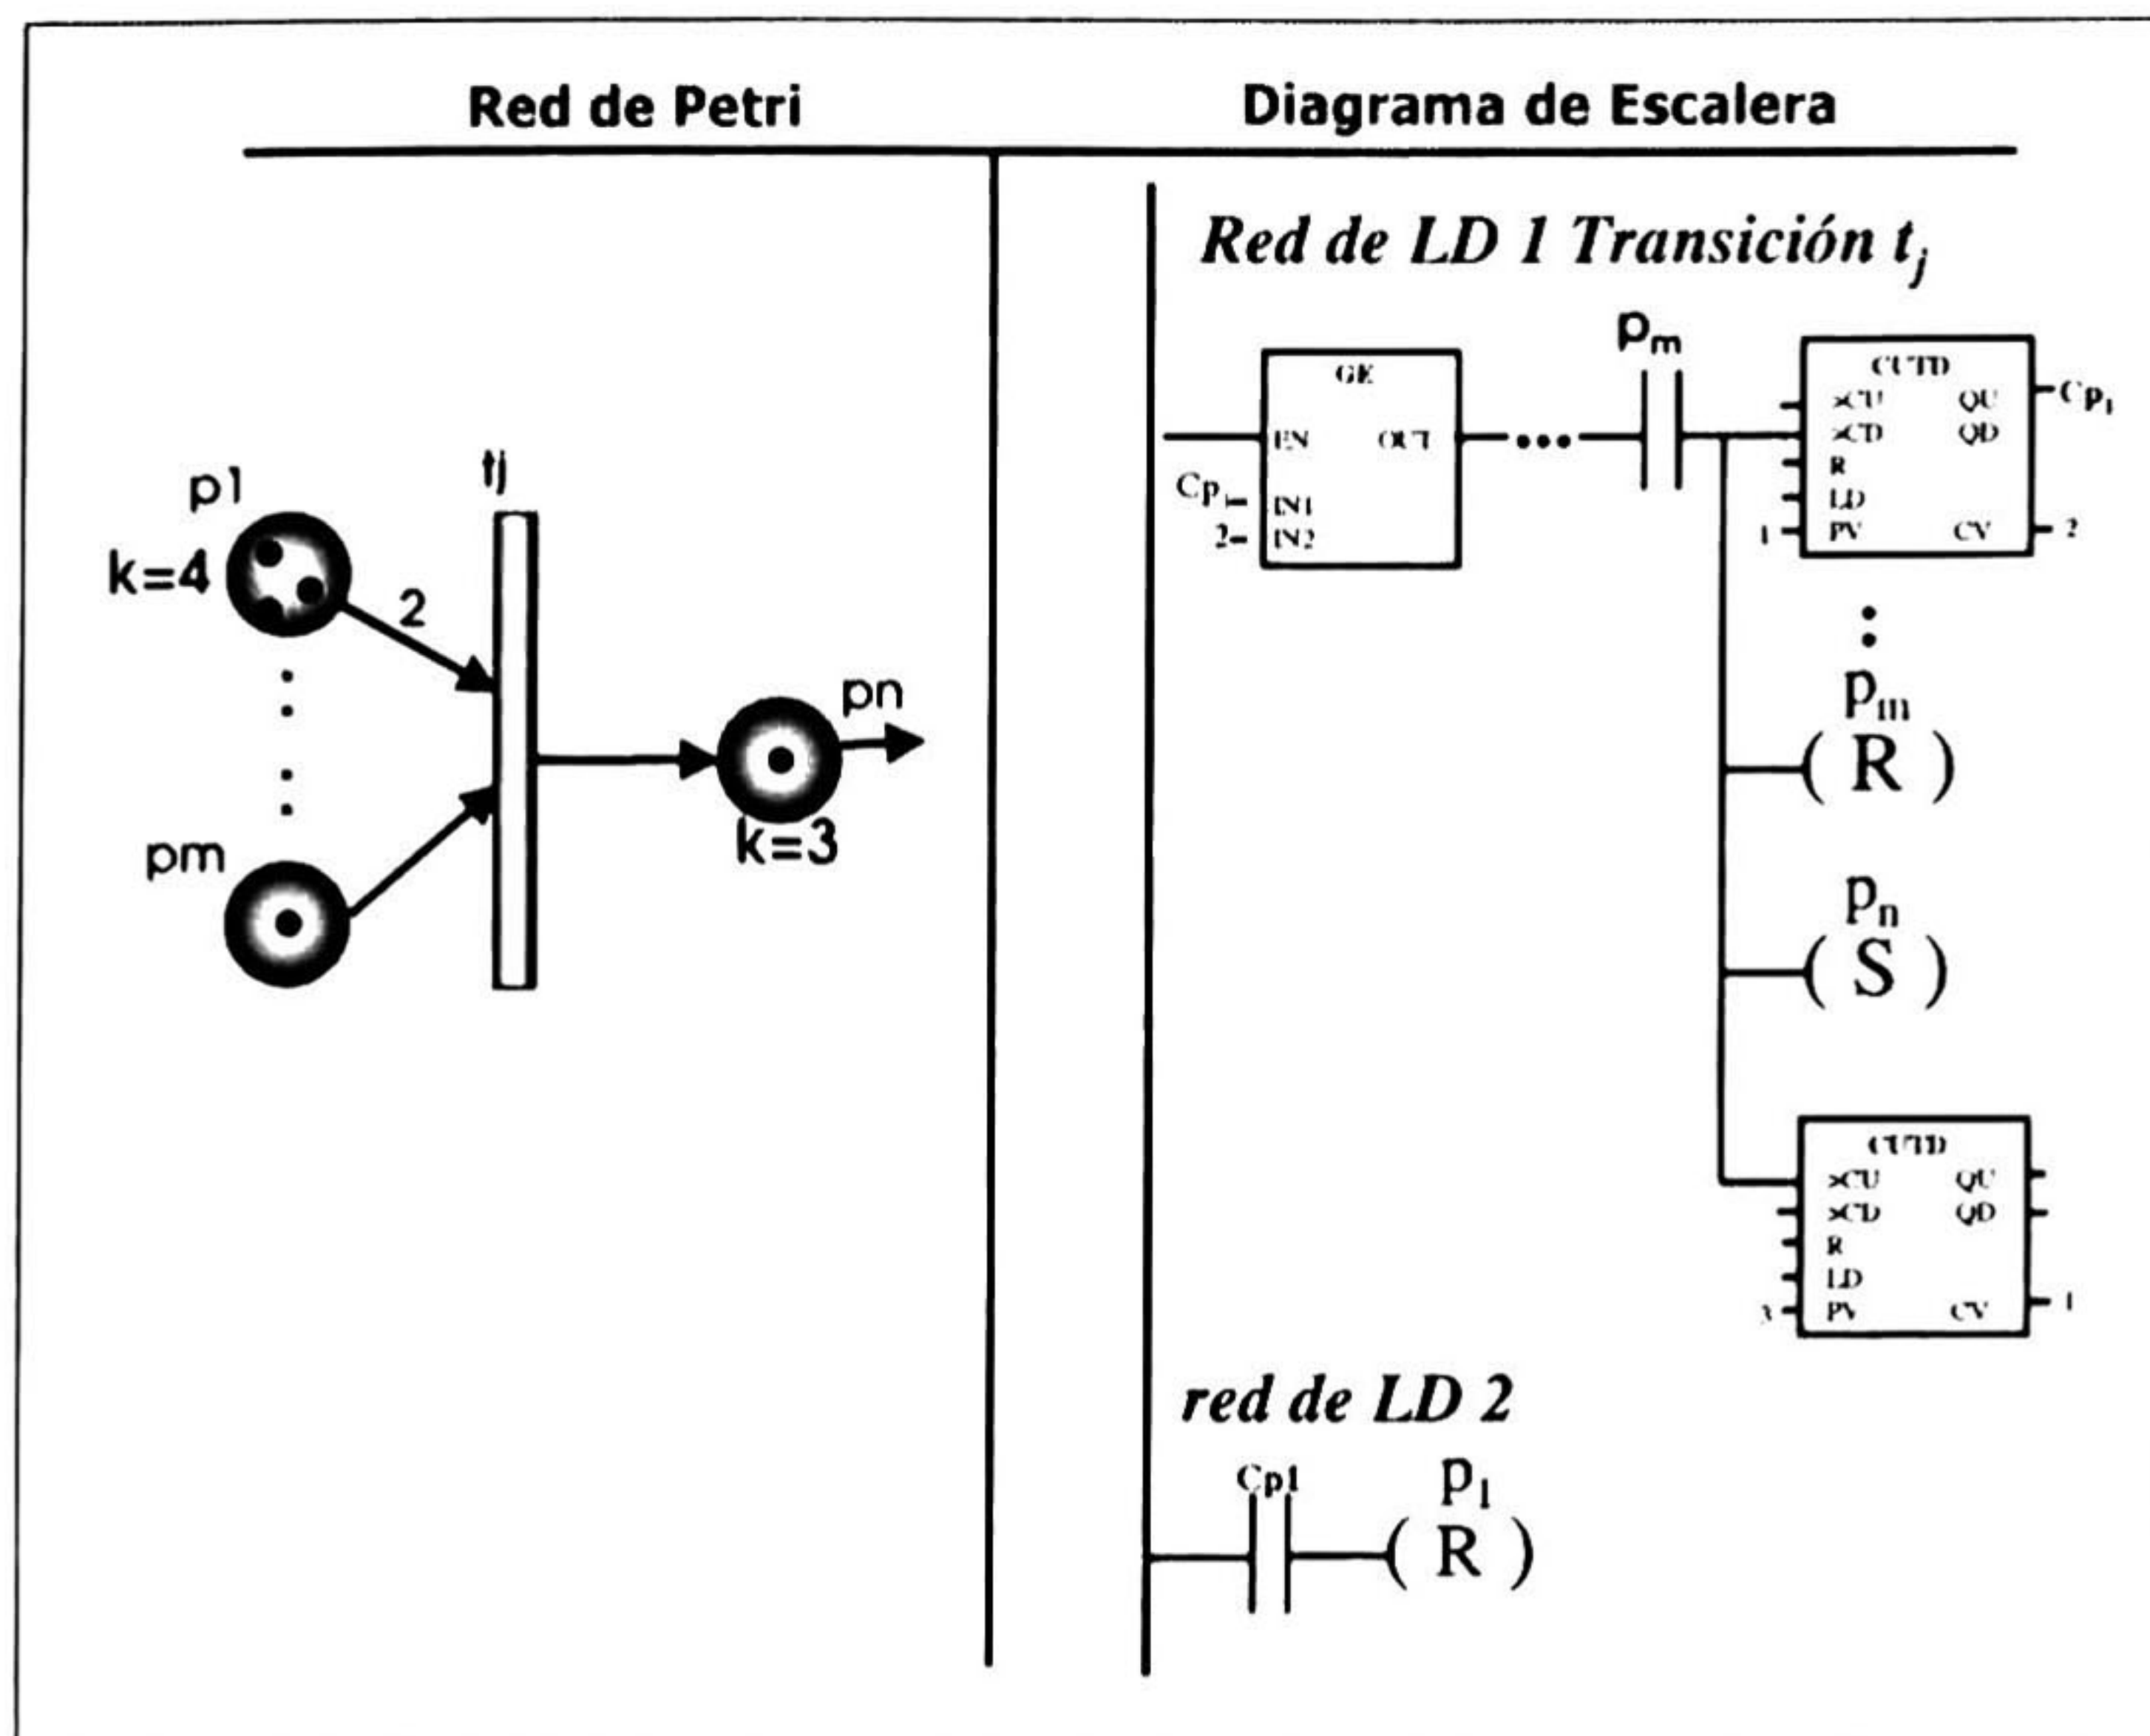 Red de Petri
Diagrama de Escalera
p1
k=4
2
tj
pn
k=3
pm
Red de LD 1 Transición tj
GE
EN OUT
Cp1
IN1
2
IN2
pm
CUTD
>CU QU
Cp1
>CD QD
R
LD
1
PV CV
2
pm
( R )
pn
( S )
CUTD
>CU QU
>CD QD
R
LD
3
PV CV
1
red de LD 2
Cp1
p1
( R )